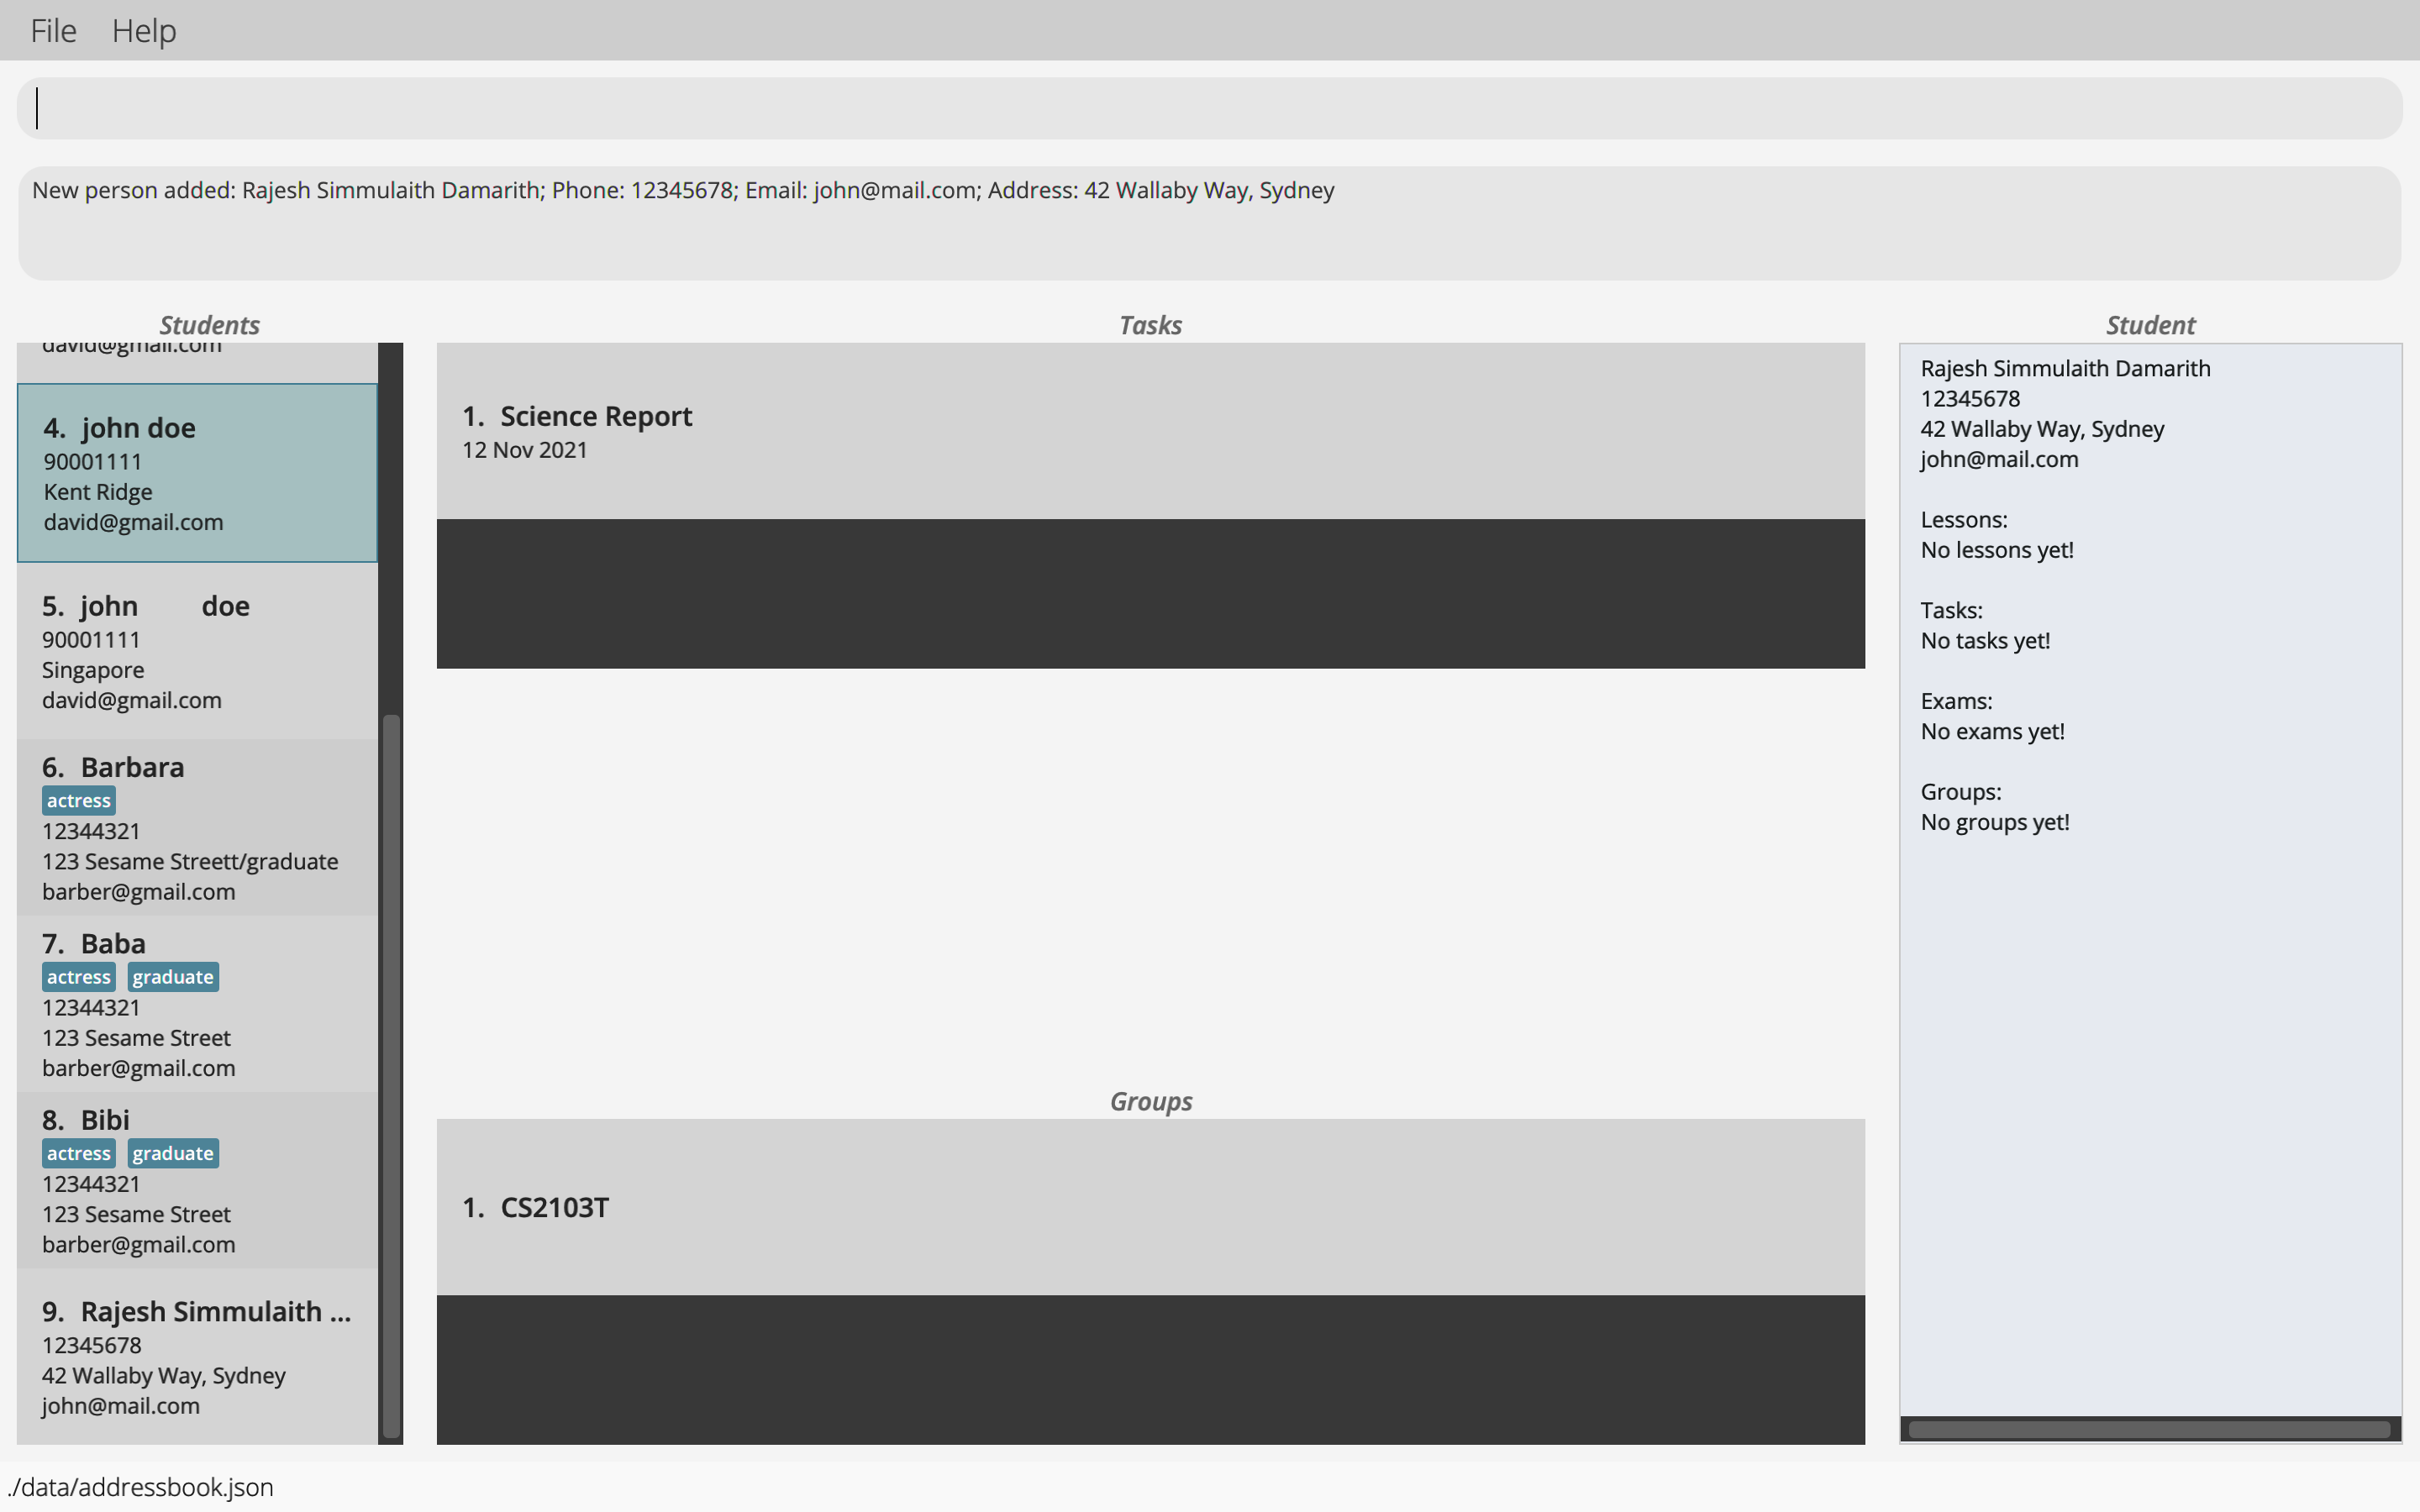 File Help
New person added: Rajesh Simmulaith Damarith; Phone: 12345678; Email: john@mail.com; Address: 42 Wallaby Way, Sydney
Students
david@gmail.com
4. john doe
90001111
Kent Ridge
david@gmail.com
5. john doe
90001111
Singapore
david@gmail.com
6. Barbara
actress
12344321
123 Sesame Streett/graduate
barber@gmail.com
7. Baba
actress graduate
12344321
123 Sesame Street
barber@gmail.com
8. Bibi
actress graduate
12344321
123 Sesame Street
barber@gmail.com
9. Rajesh Simmulaith ...
12345678
42 Wallaby Way, Sydney
john@mail.com
Tasks
1. Science Report
12 Nov 2021
Groups
1. CS2103T
Student
Rajesh Simmulaith Damarith
12345678
42 Wallaby Way, Sydney
john@mail.com
Lessons:
No lessons yet!
Tasks:
No tasks yet!
Exams:
No exams yet!
Groups:
No groups yet!
./data/addressbook.json